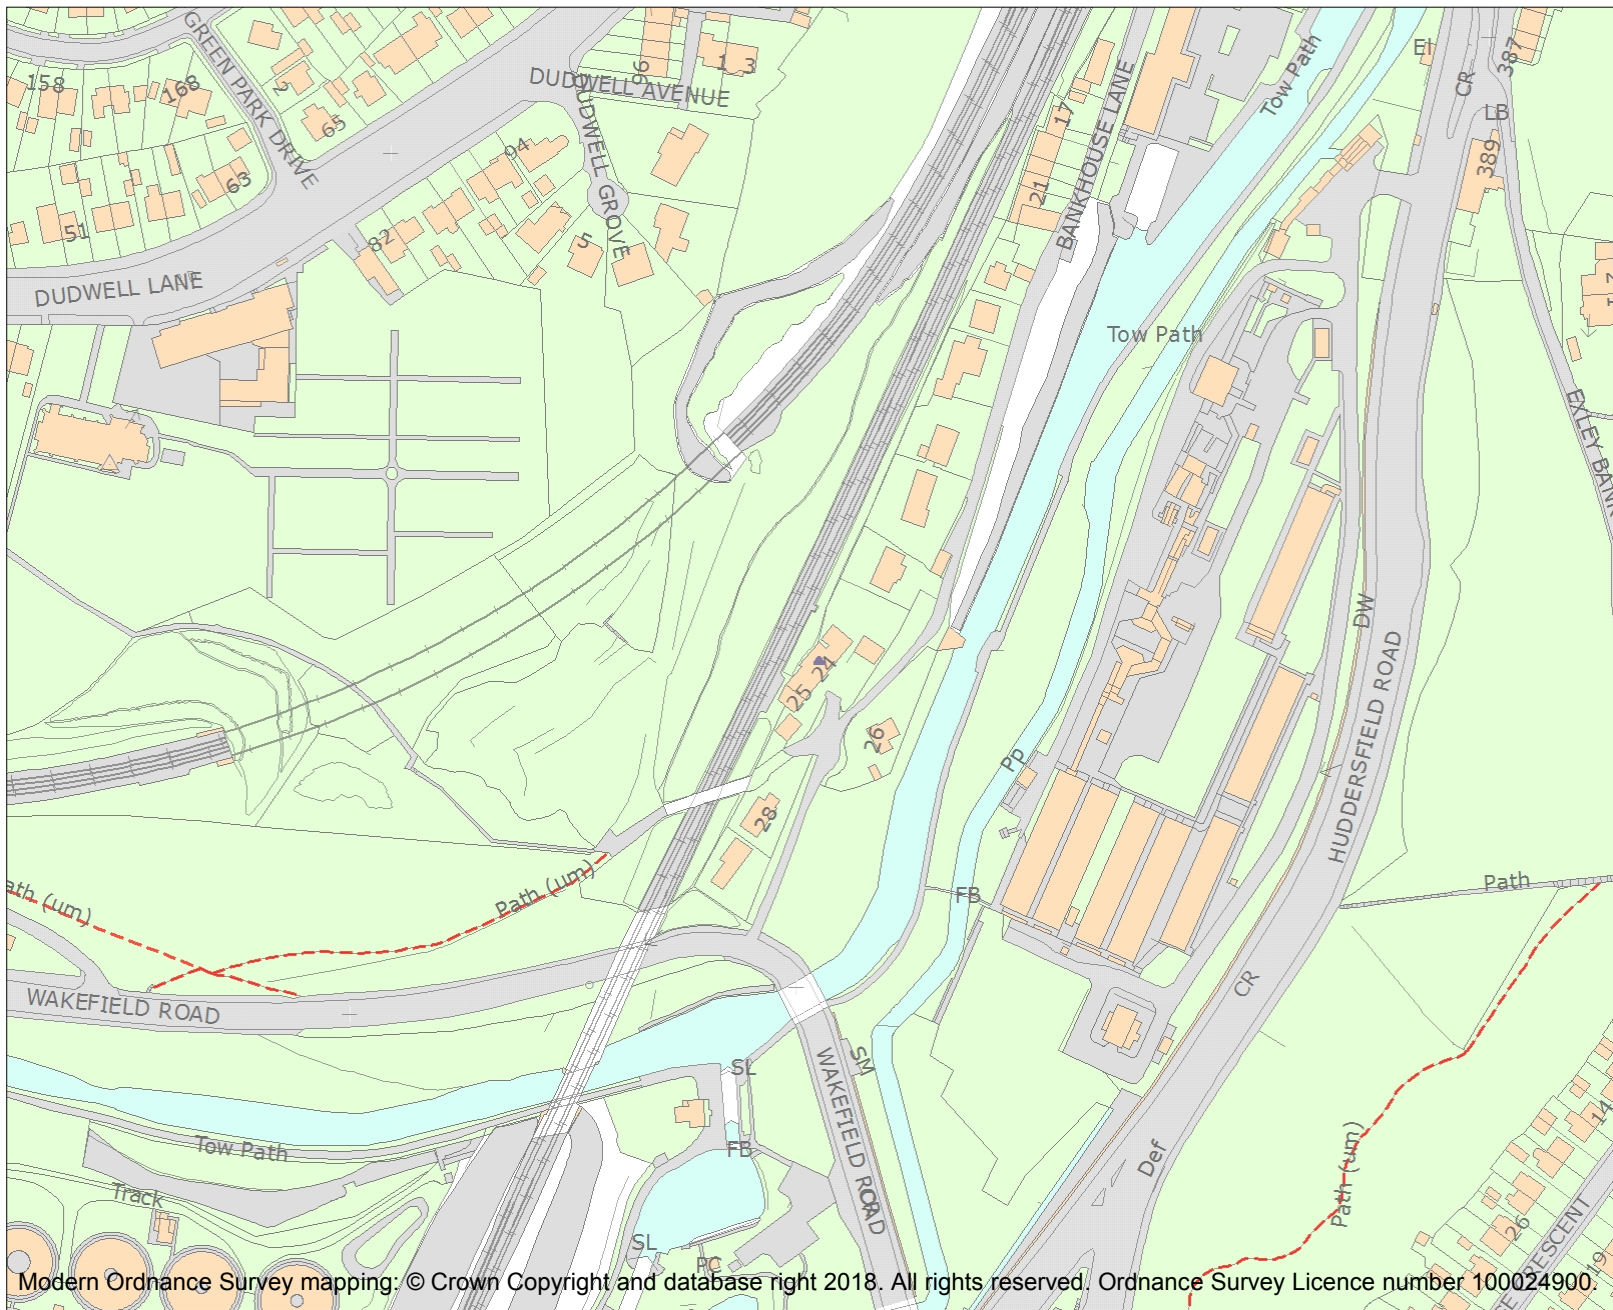 GREEN PARK DRIVE
158
168
2
65
63
51
DUDWELL AVENUE
96
1
3
DUDWELL GROVE
94
82
5
DUDWELL LANE
17
21
BANKHOUSE LANE
Tow Path
El
CR
387
LB
389
Tow Path
EXLEY BANK
DW
HUDDERSFIELD ROAD
24
25
26
28
Pp
FB
Path
Path (um)
ath (um)
WAKEFIELD ROAD
CR
SL
SM
WAKEFIELD ROAD
CR
FB
Tow Path
Track
SL
Def
Path (um)
14
26
19
CRESCENT
Modern Ordnance Survey mapping: © Crown Copyright and database right 2018. All rights reserved. Ordnance Survey Licence number 100024900.